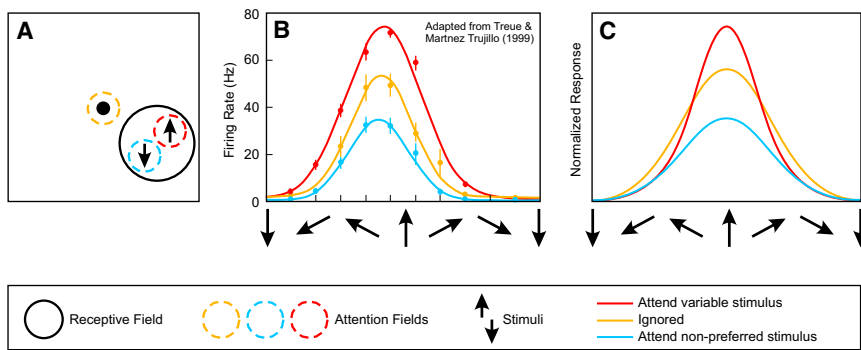 A
B
Adapted from Treue &
Martnez Trujillo (1999)
C
Firing Rate (Hz)
80
60
40
20
0
Normalized Response
Receptive Field
Attention Fields
Stimuli
Attend variable stimulus
Ignored
Attend non-preferred stimulus